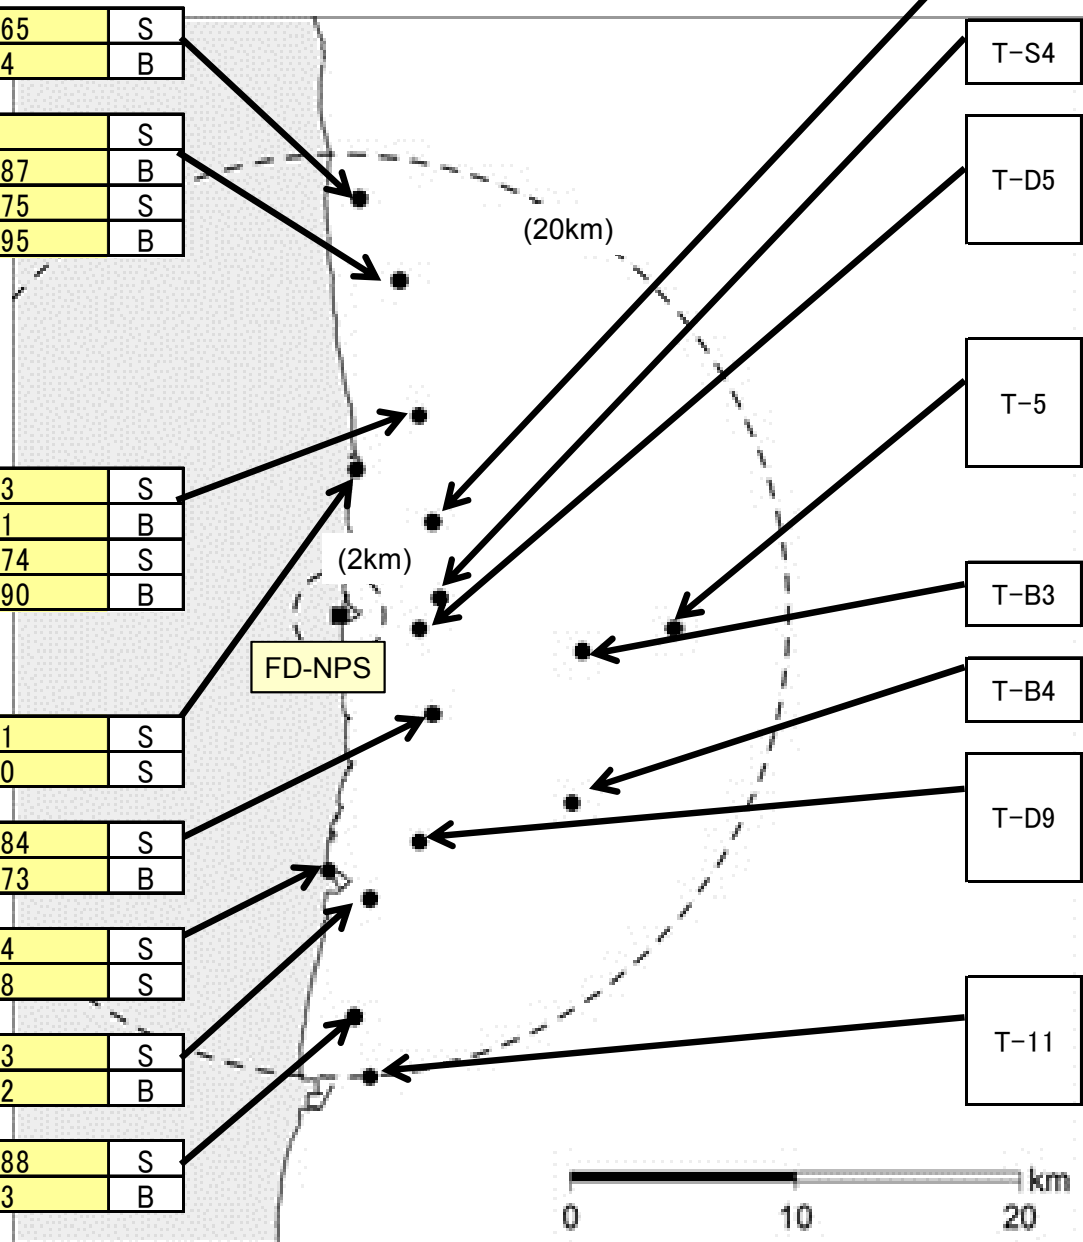 65 S
4 B
S
87 B
75 S
95 B
3 S
1 B
74 S
90 B
1 S
0 S
84 S
73 B
4 S
8 S
3 S
2 B
88 S
3 B
(20km)
(2km)
FD-NPS
T-S4
T-D5
T-5
T-B3
T-B4
T-D9
T-11
km
0 10 20